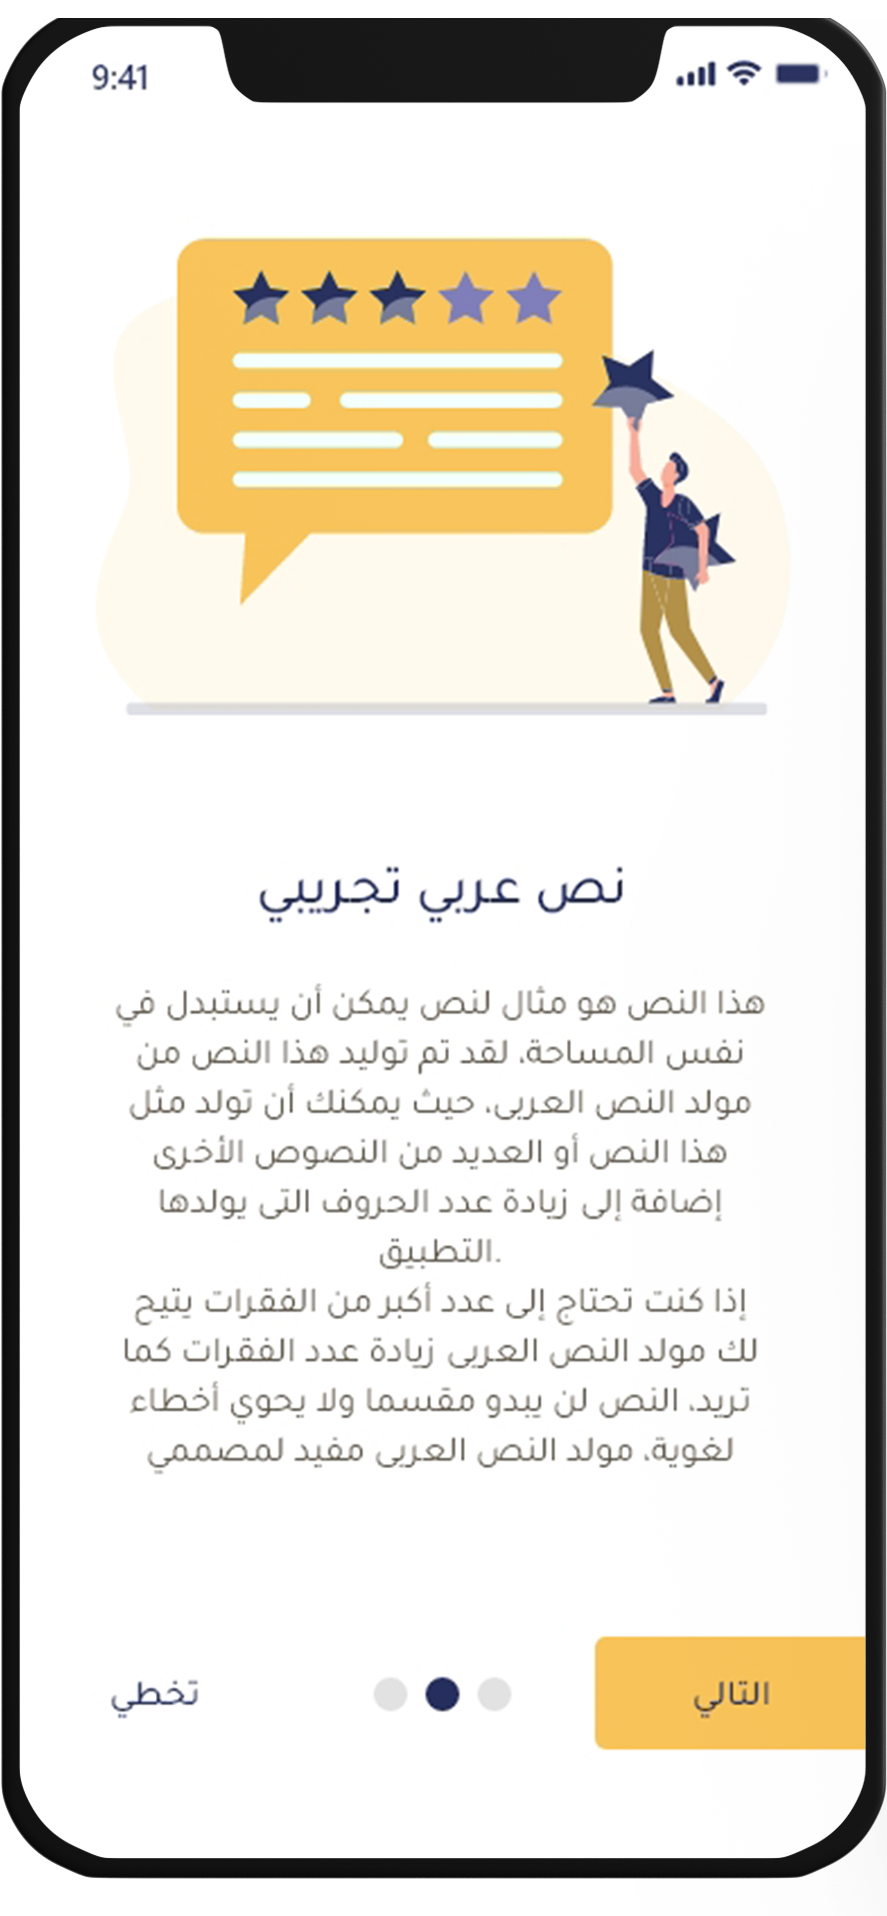 9:41
نص عربي تجريبي
هذا النص هو مثال لنص يمكن أن يستبدل في
نفس المساحة، لقد تم توليد هذا النص من
مولد النص العربى، حيث يمكنك أن تولد مثل
هذا النص أو العديد من النصوص الأخرى
إضافة إلى زيادة عدد الحروف التى يولدها
التطبيق.
إذا كنت تحتاج إلى عدد أكبر من الفقرات يتيح
لك مولد النص العربى زيادة عدد الفقرات كما
تريد، النص لن يبدو مقسما ولا يحوي أخطاء
لغوية، مولد النص العربى مفيد لمصممي
التالي
تخطي